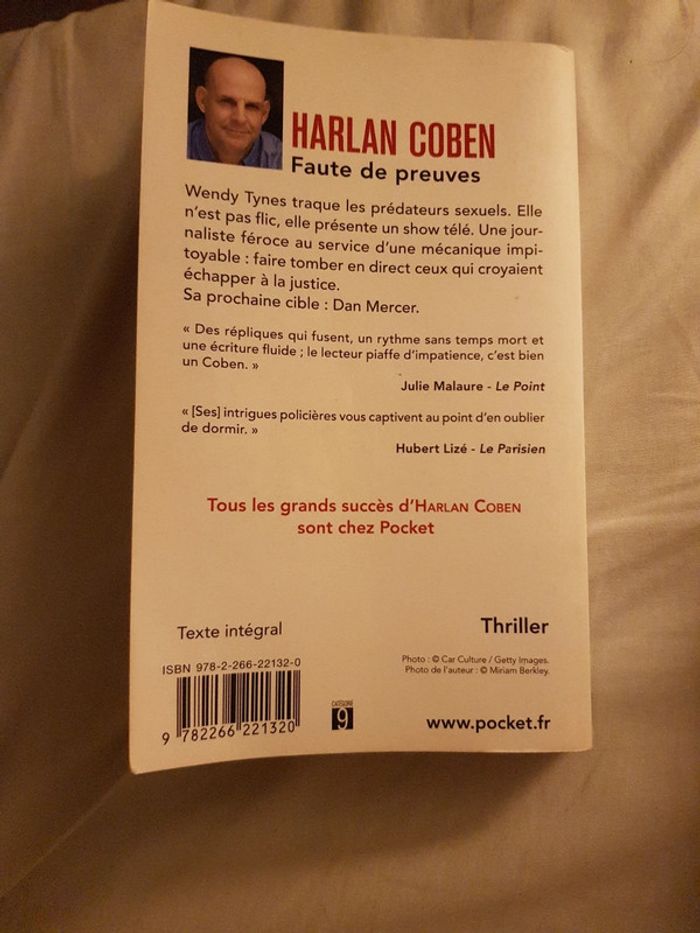 HARLAN COBEN
Faute de preuves
Wendy Tynes traque les prédateurs sexuels. Elle
n'est pas flic, elle présente un show télé. Une jour-
naliste féroce au service d'une mécanique impi-
toyable : faire tomber en direct ceux qui croyaient
échapper à la justice.
Sa prochaine cible : Dan Mercer.
« Des répliques qui fusent, un rythme sans temps mort et
une écriture fluide ; le lecteur piaffe d'impatience, c'est bien
un Coben. »
Julie Malaure - Le Point
« [Ses] intrigues policières vous captivent au point d'en oublier
de dormir. »
Hubert Lizé - Le Parisien
Tous les grands succès d'HARLAN COBEN
sont chez Pocket
Texte intégral
Thriller
Photo : © Car Culture / Getty Images.
Photo de l'auteur : © Miriam Berkley.
ISBN 978-2-266-22132-0
9 782266 221320
CATÉGORIE
9
www.pocket.fr